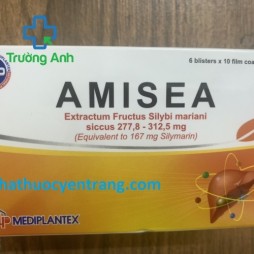 Trường Anh
6 blisters x 10 film coa
AMISEA
Extractum Fructus Silybi mariani
siccus 277,8 - 312,5 mg
(Equivalent to 167 mg Silymarin)
hathuocyentrang.com
MEDIPLANTEX